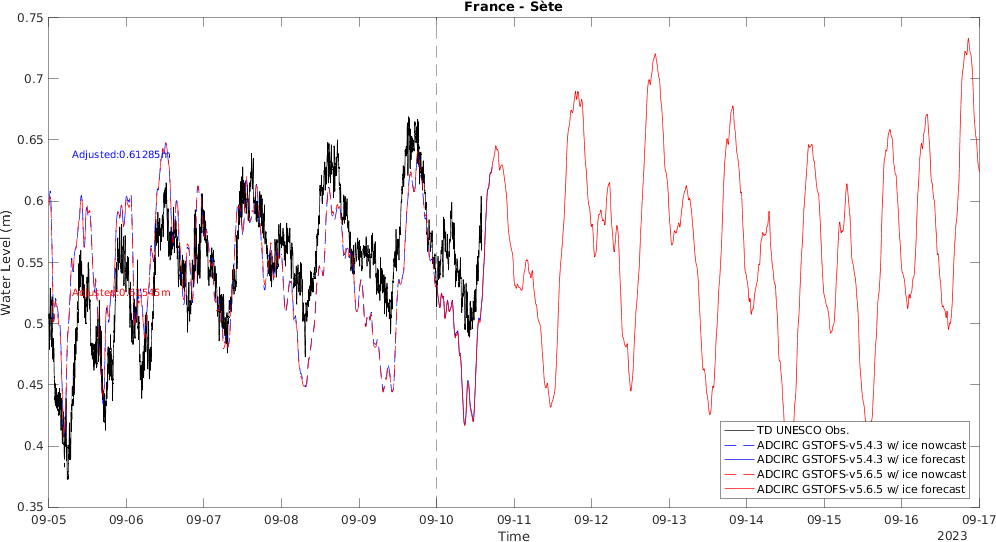 France - Sète
0.75
0.7
0.65
0.6
0.55
0.5
0.45
0.4
0.35
Water Level (m)
Adjusted:0.61285m
TD UNESCO Obs.
ADCIRC GSTOFS-v5.4.3 w/ ice nowcast
ADCIRC GSTOFS-v5.4.3 w/ ice forecast
ADCIRC GSTOFS-v5.6.5 w/ ice nowcast
ADCIRC GSTOFS-v5.6.5 w/ ice forecast
09-05 09-06 09-07 09-08 09-09 09-10 09-11 09-12 09-13 09-14 09-15 09-16 09-17
Time
2023